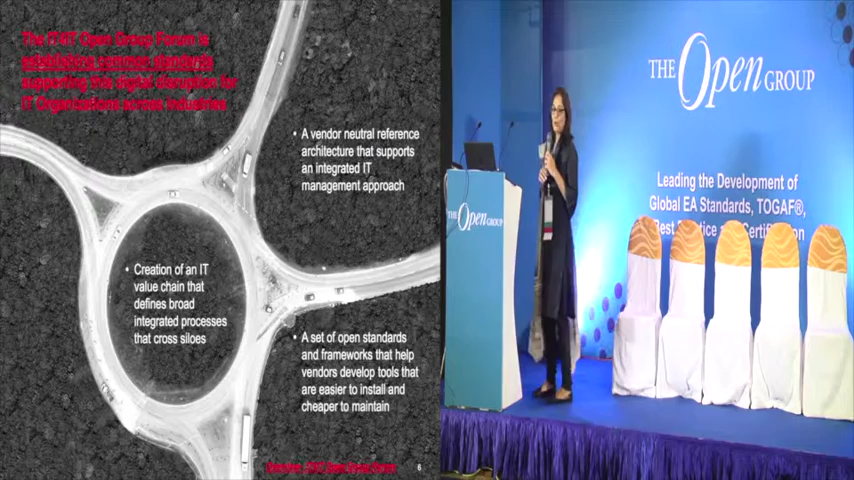 The IT4IT Open Group Forum is
establishing common standards
supporting this digital disruption for
IT Organizations across industries
• A vendor neutral reference
architecture that supports
an integrated IT
management approach
• Creation of an IT
value chain that
defines broad
integrated processes
that cross siloes
• A set of open standards
and frameworks that help
vendors develop tools that
are easier to install and
cheaper to maintain
6
THE Open GROUP
Leading the Development of
Global EA Standards, TOGAF®,
Best
THE Open GROUP